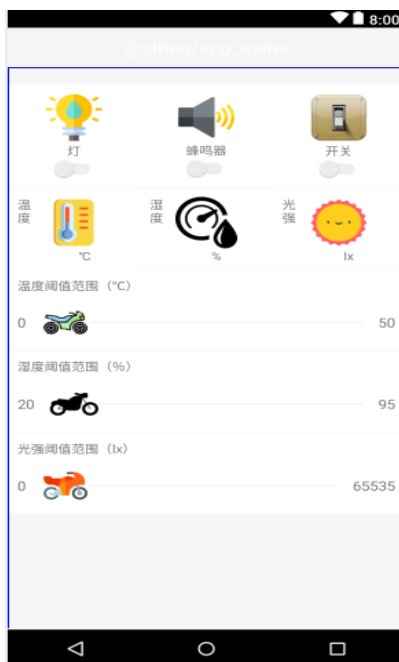 8:00
@string/app_name
灯 蜂鸣器 开关
温度 湿度 光强
℃ % lx
温度阈值范围（℃）
0 50
湿度阈值范围（%）
20 95
光强阈值范围（lx）
0 65535